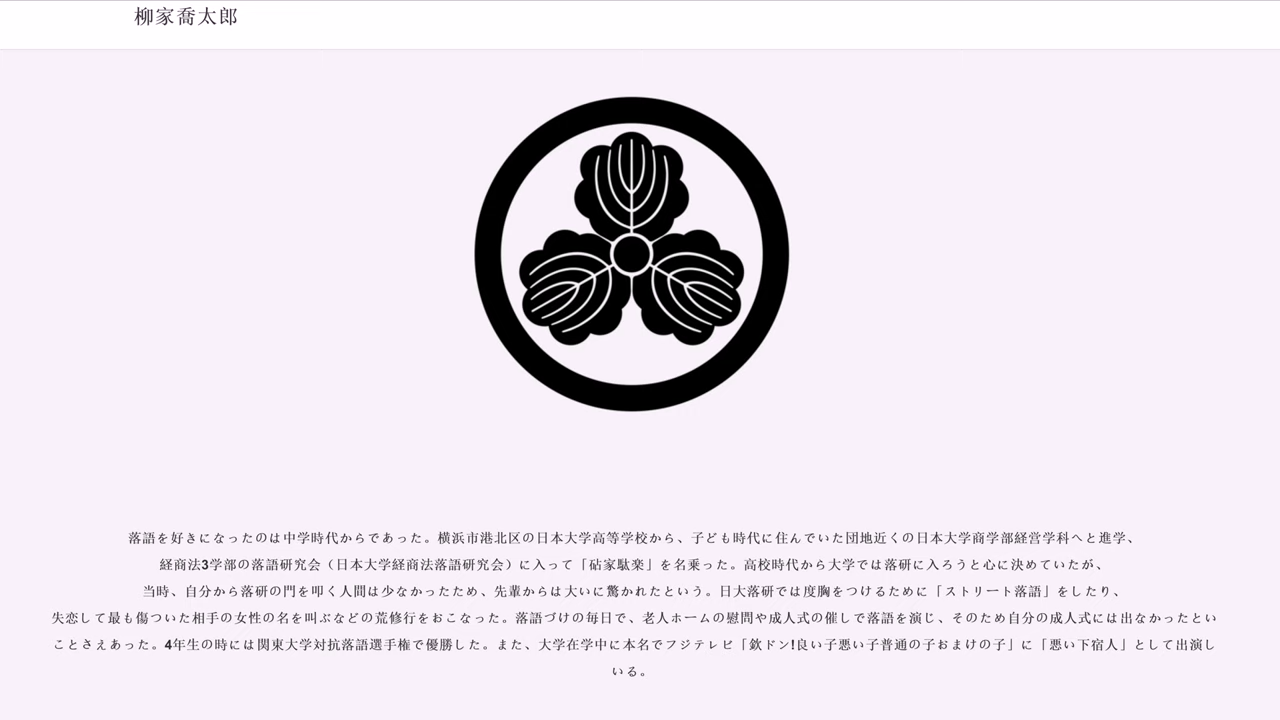 柳家喬太郎
落語を好きになったのは中学時代からであった。横浜市港北区の日本大学高等学校から、子ども時代に住んでいた団地近くの日本大学商学部経営学科へと進学、
経商法3学部の落語研究会（日本大学経商法落語研究会）に入って「砧家駄楽」を名乗った。高校時代から大学では落研に入ろうと心に決めていたが、
当時、自分から落研の門を叩く人間は少なかったため、先輩からは大いに驚かれたという。日大落研では度胸をつけるために「ストリート落語」をしたり、
失恋して最も傷ついた相手の女性の名を叫ぶなどの荒修行をおこなった。落語づけの毎日で、老人ホームの慰問や成人式の催しで落語を演じ、そのため自分の成人式には出なかったとい
ことさえあった。4年生の時には関東大学対抗落語選手権で優勝した。また、大学在学中に本名でフジテレビ「欽ドン!良い子悪い子普通の子おまけの子」に「悪い下宿人」として出演し
いる。